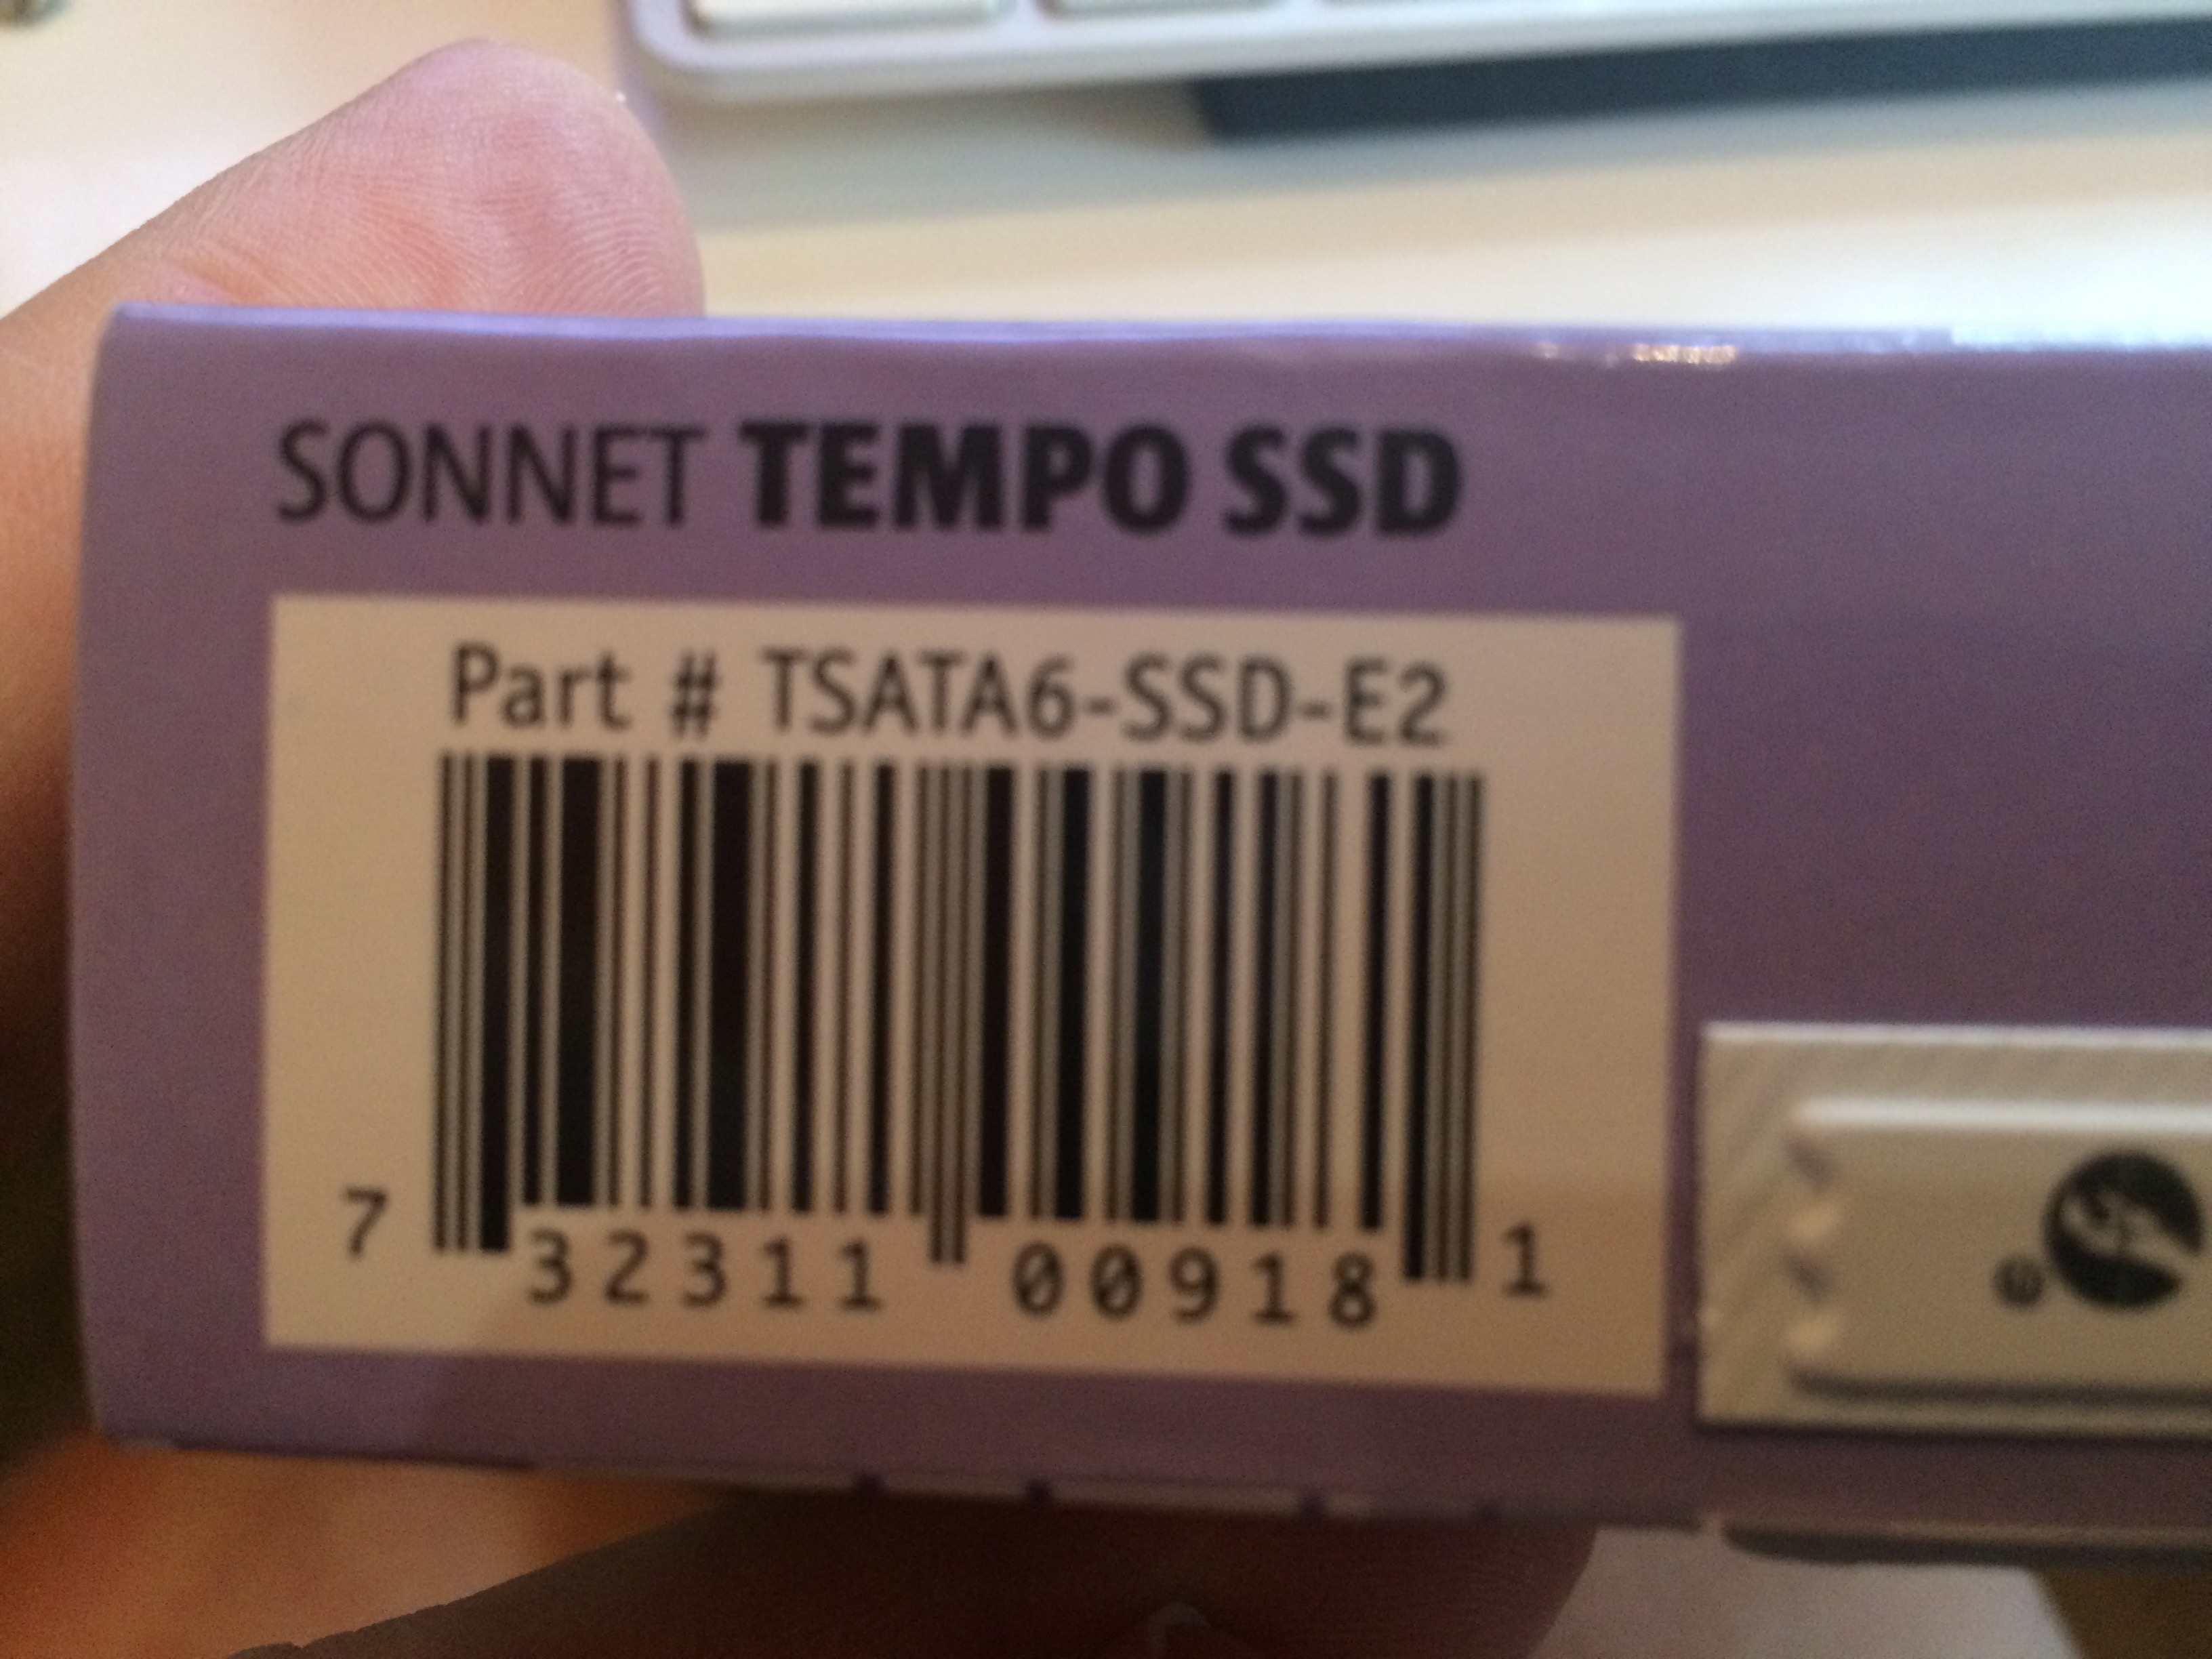 SONNET TEMPO SSD
Part # TSATA6-SSD-E2
7 32311 00918 1
®